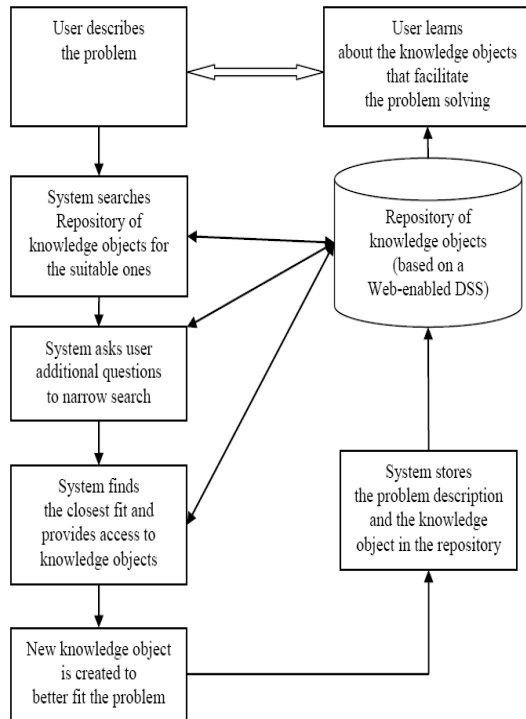 User describes
the problem
User learns
about the knowledge objects
that facilitate
the problem solving
System searches
Repository of
knowledge objects for
the suitable ones
Repository of
knowledge objects
(based on a
Web-enabled DSS)
System asks user
additional questions
to narrow search
System finds
the closest fit and
provides access to
knowledge objects
System stores
the problem description
and the knowledge
object in the repository
New knowledge object
is created to
better fit the problem